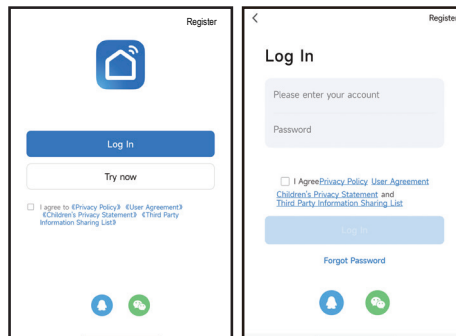 Register
Log In
Try now
I agree to 《Privacy Policy》 《User Agreement》
《Children's Privacy Statement》 《Third Party
Information Sharing List》
Register
Log In
Please enter your account
Password
I AgreePrivacy Policy User Agreement
Children's Privacy Statement and
Third Party Information Sharing List
Log In
Forgot Password